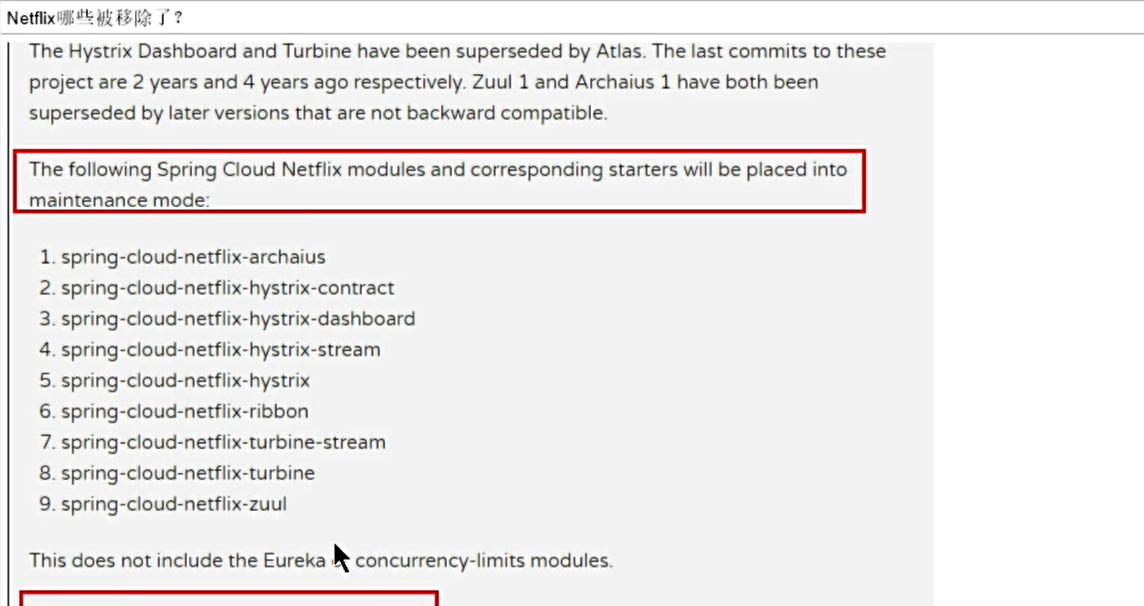 Netflix哪些被移除了?
The Hystrix Dashboard and Turbine have been superseded by Atlas. The last commits to these
project are 2 years and 4 years ago respectively. Zuul 1 and Archaius 1 have both been
superseded by later versions that are not backward compatible.
The following Spring Cloud Netflix modules and corresponding starters will be placed into
maintenance mode:
1. spring-cloud-netflix-archaius
2. spring-cloud-netflix-hystrix-contract
3. spring-cloud-netflix-hystrix-dashboard
4. spring-cloud-netflix-hystrix-stream
5. spring-cloud-netflix-hystrix
6. spring-cloud-netflix-ribbon
7. spring-cloud-netflix-turbine-stream
8. spring-cloud-netflix-turbine
9. spring-cloud-netflix-zuul
This does not include the Eureka concurrency-limits modules.